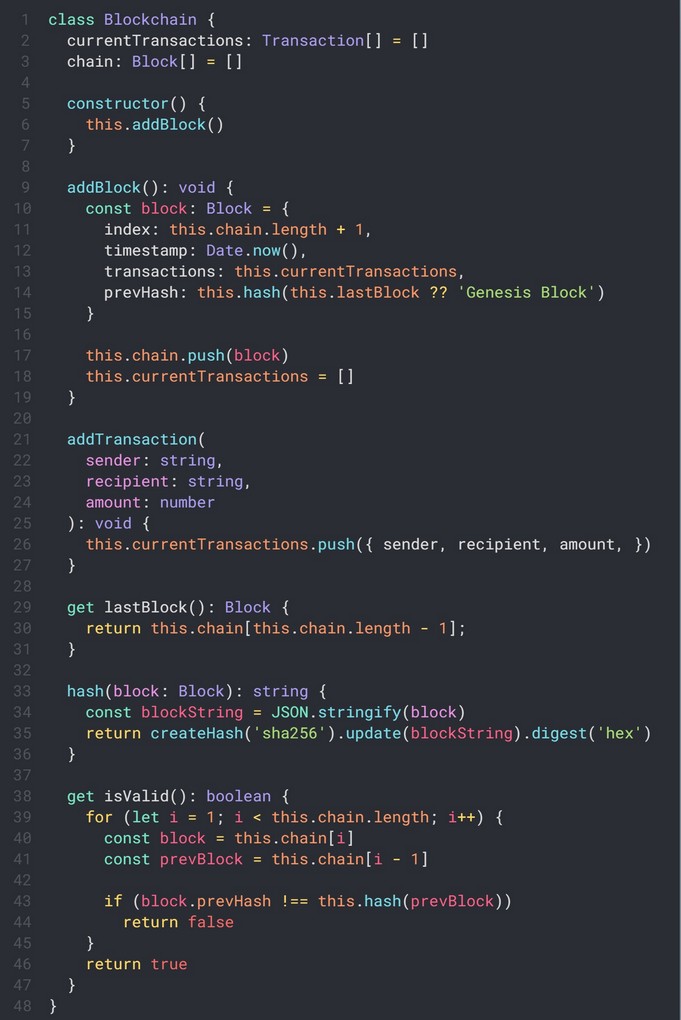 1 class Blockchain {
2   currentTransactions: Transaction[] = []
3   chain: Block[] = []
4
5   constructor() {
6     this.addBlock()
7   }
8
9   addBlock(): void {
10     const block: Block = {
11       index: this.chain.length + 1,
12       timestamp: Date.now(),
13       transactions: this.currentTransactions,
14       prevHash: this.hash(this.lastBlock ?? 'Genesis Block')
15     }
16
17     this.chain.push(block)
18     this.currentTransactions = []
19   }
20
21   addTransaction(
22     sender: string,
23     recipient: string,
24     amount: number
25   ): void {
26     this.currentTransactions.push({ sender, recipient, amount, })
27   }
28
29   get lastBlock(): Block {
30     return this.chain[this.chain.length - 1];
31   }
32
33   hash(block: Block): string {
34     const blockString = JSON.stringify(block)
35     return createHash('sha256').update(blockString).digest('hex')
36   }
37
38   get isValid(): boolean {
39     for (let i = 1; i < this.chain.length; i++) {
40       const block = this.chain[i]
41       const prevBlock = this.chain[i - 1]
42
43       if (block.prevHash !== this.hash(prevBlock))
44         return false
45     }
46     return true
47   }
48 }